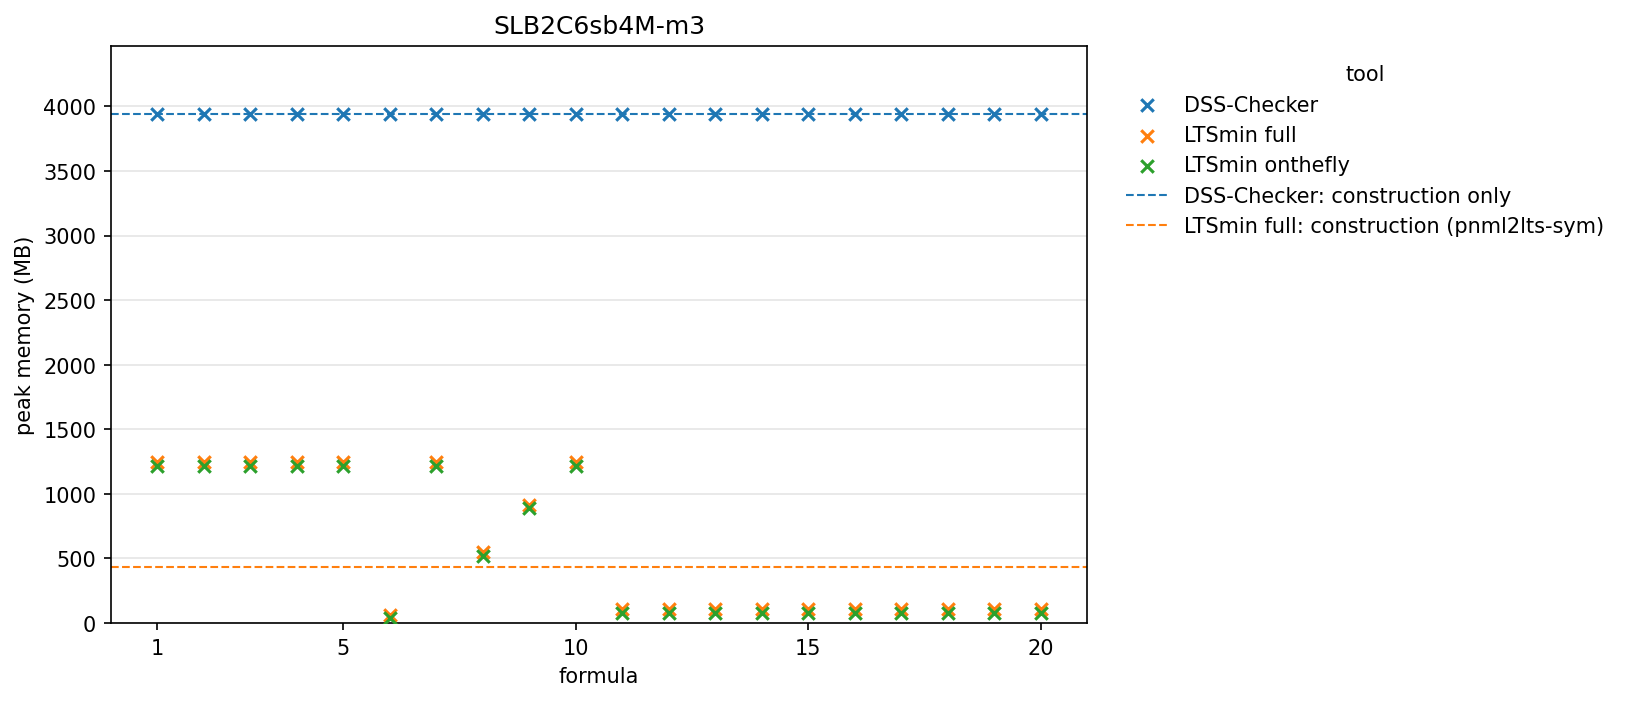 SLB2C6sb4M-m3
tool
DSS-Checker
LTSmin full
LTSmin onthefly
DSS-Checker: construction only
LTSmin full: construction (pnml2lts-sym)
peak memory (MB)
4000
3500
3000
2500
2000
1500
1000
500
0
1 5 10 15 20
formula